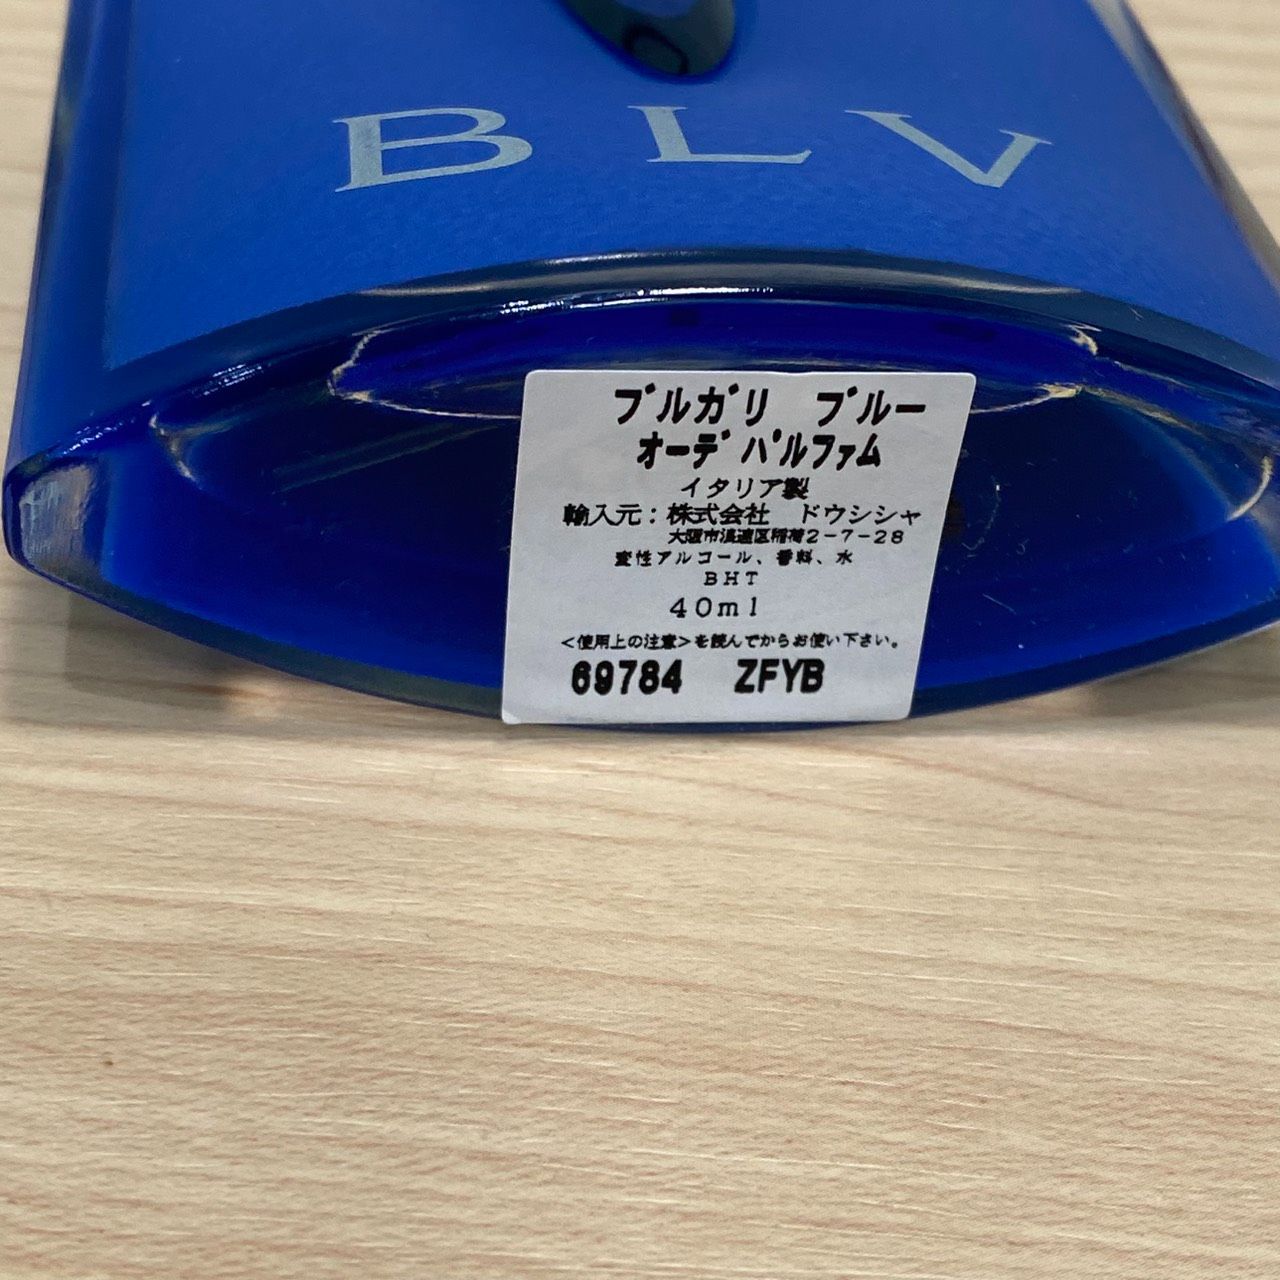 BLV
ブルガリ ブルー
オーデパルファム
イタリア製
輸入元：株式会社 ドウシシャ
大阪市浪速区稲荷2-7-28
変性アルコール、香料、水
BHT
40ml
＜使用上の注意＞を読んでからお使い下さい。
69784 ZFYB